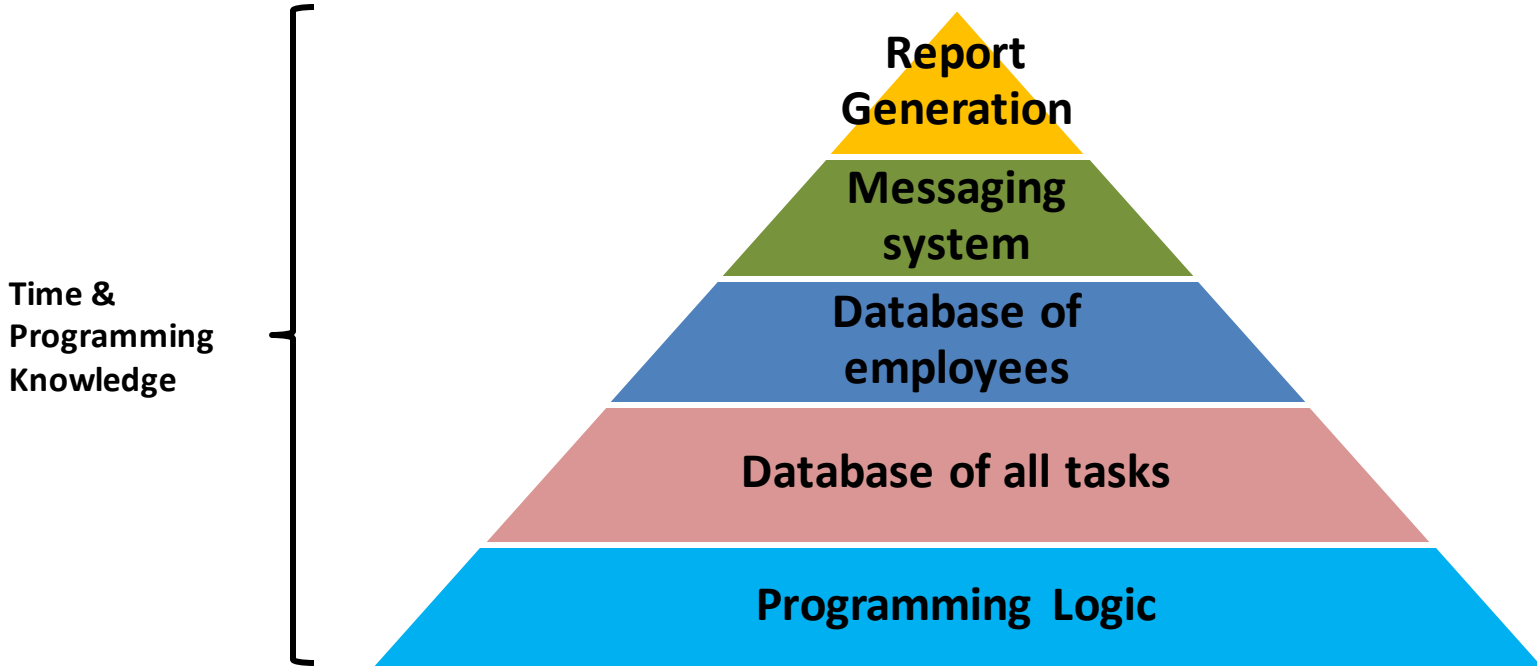 Report
Generation
Messaging
system
Database of
employees
Database of all tasks
Programming Logic
Time &
Programming
Knowledge